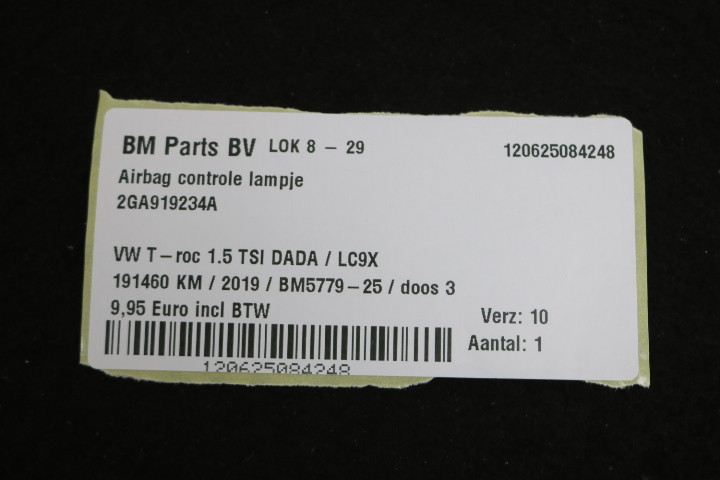 BM Parts BV LOK 8 - 29 120625084248
Airbag controle lampje
2GA919234A
VW T-roc 1.5 TSI DADA / LC9X
191460 KM / 2019 / BM5779-25 / doos 3
9,95 Euro incl BTW Verz: 10
Aantal: 1
120625084248